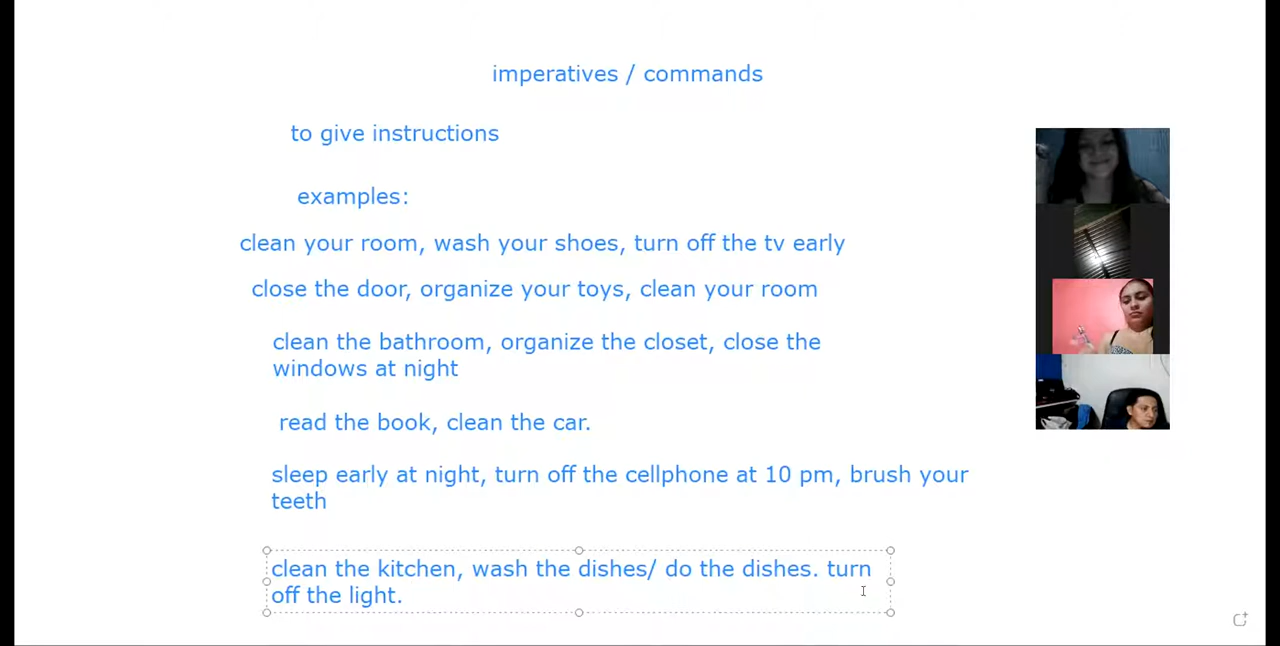 imperatives / commands
to give instructions
examples:
clean your room, wash your shoes, turn off the tv early
close the door, organize your toys, clean your room
clean the bathroom, organize the closet, close the
windows at night
read the book, clean the car.
sleep early at night, turn off the cellphone at 10 pm, brush your
teeth
clean the kitchen, wash the dishes/ do the dishes. turn
off the light.